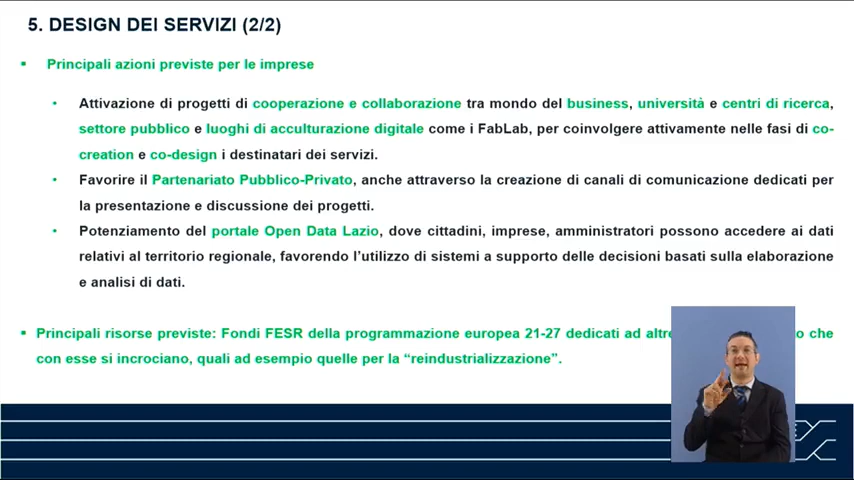 5. DESIGN DEI SERVIZI (2/2)
▪ Principali azioni previste per le imprese
• Attivazione di progetti di cooperazione e collaborazione tra mondo del business, università e centri di ricerca,
settore pubblico e luoghi di acculturazione digitale come i FabLab, per coinvolgere attivamente nelle fasi di co-
creation e co-design i destinatari dei servizi.
• Favorire il Partenariato Pubblico-Privato, anche attraverso la creazione di canali di comunicazione dedicati per
la presentazione e discussione dei progetti.
• Potenziamento del portale Open Data Lazio, dove cittadini, imprese, amministratori possono accedere ai dati
relativi al territorio regionale, favorendo l’utilizzo di sistemi a supporto delle decisioni basati sulla elaborazione
e analisi di dati.
▪ Principali risorse previste: Fondi FESR della programmazione europea 21-27 dedicati ad altre che
con esse si incrociano, quali ad esempio quelle per la “reindustrializzazione”.